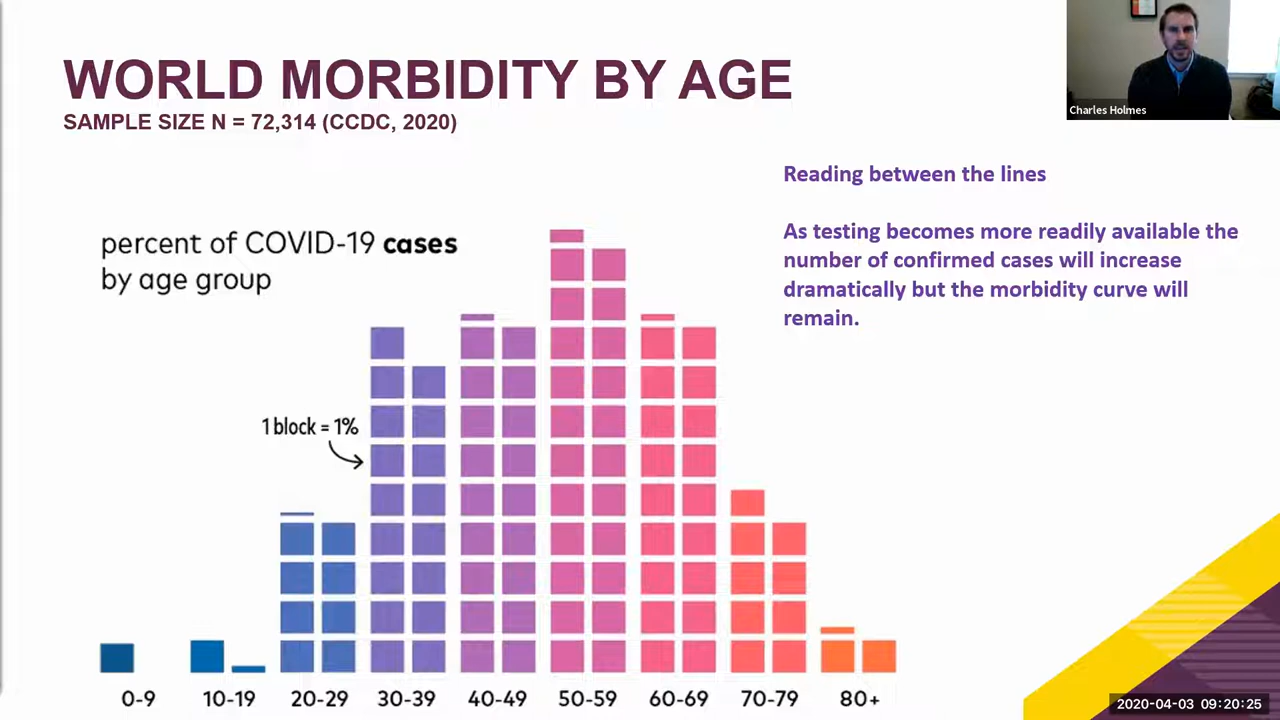 WORLD MORBIDITY BY AGE
SAMPLE SIZE N = 72,314 (CCDC, 2020)
Charles Holmes
Reading between the lines
As testing becomes more readily available the
number of confirmed cases will increase
dramatically but the morbidity curve will
remain.
percent of COVID-19 cases
by age group
1 block = 1%
0-9 10-19 20-29 30-39 40-49 50-59 60-69 70-79 80+
2020-04-03 09:20:25